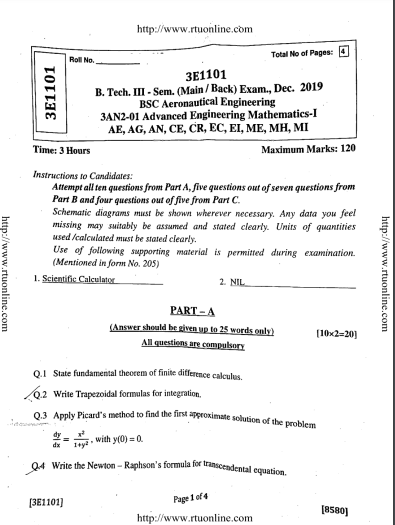 http://www.rtuonline.com
Roll No.
Total No of Pages: 4
3E1101
3E1101
B. Tech. III - Sem. (Main / Back) Exam., Dec. 2019
BSC Aeronautical Engineering
3AN2-01 Advanced Engineering Mathematics-I
AE, AG, AN, CE, CR, EC, EI, ME, MH, MI
Time: 3 Hours
Maximum Marks: 120
Instructions to Candidates:
Attempt all ten questions from Part A, five questions out of seven questions from
Part B and four questions out of five from Part C.
Schematic diagrams must be shown wherever necessary. Any data you feel
missing may suitably be assumed and stated clearly. Units of quantities
used /calculated must be stated clearly.
Use of following supporting material is permitted during examination.
(Mentioned in form No. 205)
1. Scientific Calculator
2. NIL
PART – A
(Answer should be given up to 25 words only)
[10×2=20]
All questions are compulsory
Q.1 State fundamental theorem of finite difference calculus.
Q.2 Write Trapezoidal formulas for integration.
Q.3 Apply Picard's method to find the first approximate solution of the problem
dy/dx = x²/1+y², with y(0) = 0.
Q.4 Write the Newton – Raphson's formula for transcendental equation.
[3E1101]
Page 1 of 4
[8580]
http://www.rtuonline.com
http://www.rtuonline.com
http://www.rtuonline.com